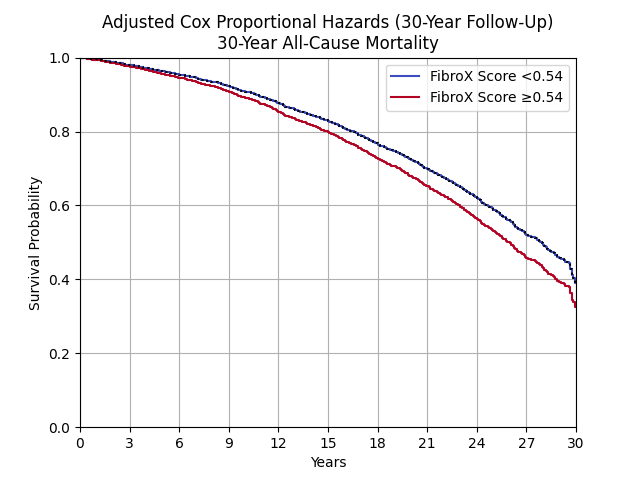 Adjusted Cox Proportional Hazards (30-Year Follow-Up)
30-Year All-Cause Mortality
1.0
FibroX Score <0.54
FibroX Score ≥0.54
0.8
Survival Probability
0.6
0.4
0.2
0.0
0 3 6 9 12 15 18 21 24 27 30
Years